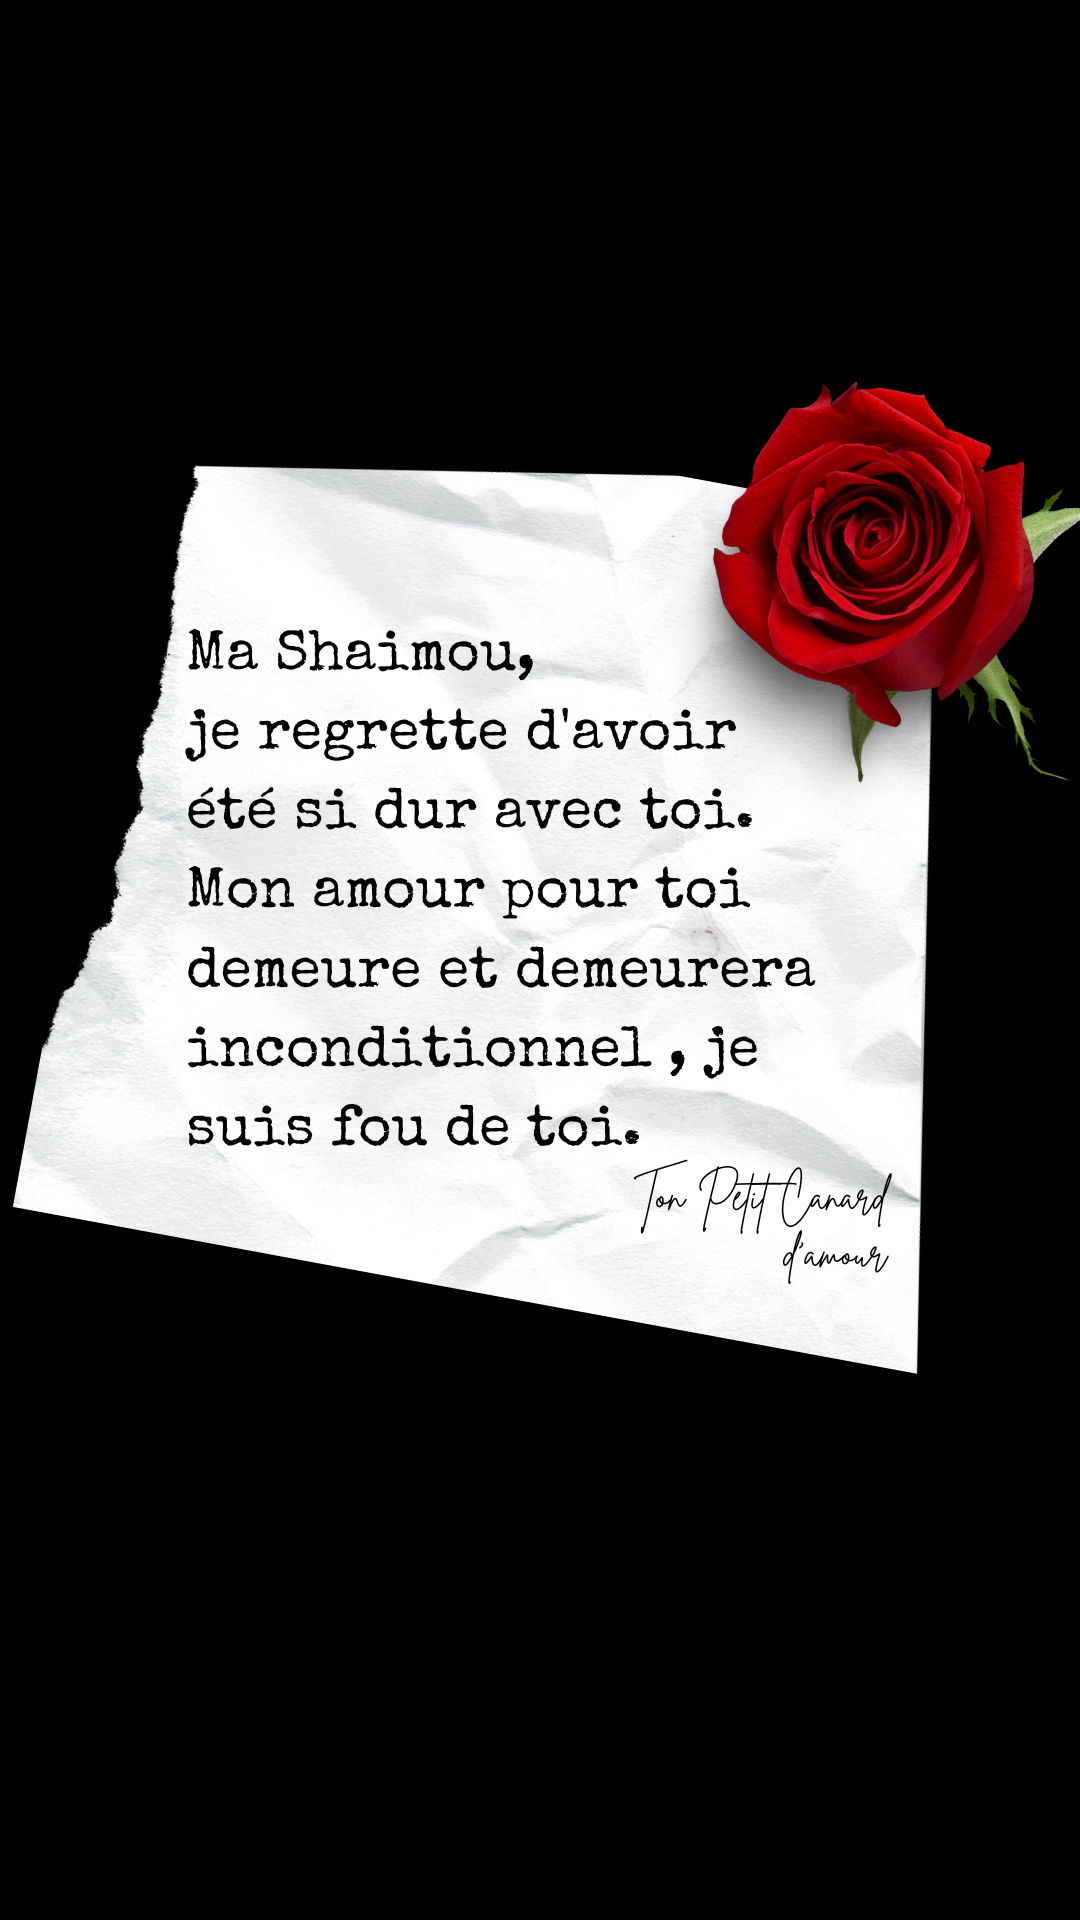 Ma Shaimou,
je regrette d'avoir
été si dur avec toi.
Mon amour pour toi
demeure et demeurera
inconditionnel , je
suis fou de toi.
Ton Petit Canard
d'amour